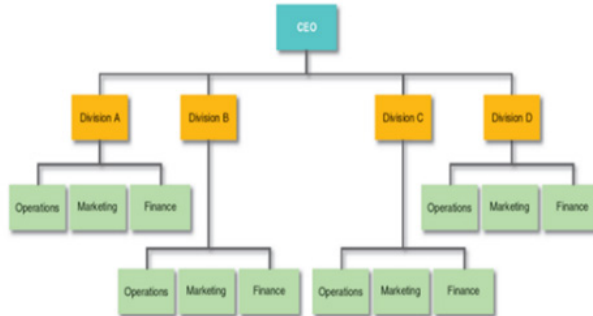 CEO
Division A
Division B
Division C
Division D
Operations
Marketing
Finance
Operations
Marketing
Finance
Operations
Marketing
Finance
Operations
Marketing
Finance